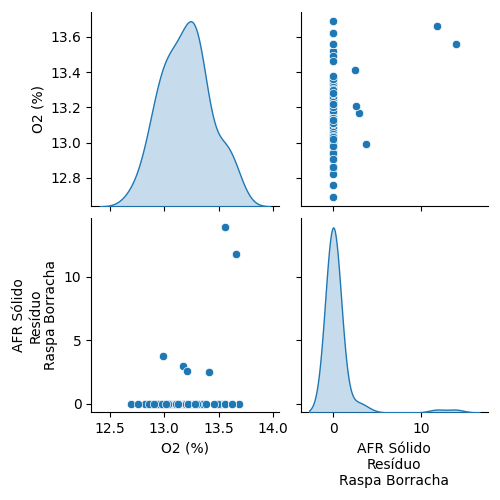 13.6
13.4
13.2
13.0
12.8
O2 (%)
10
5
0
AFR Sólido
Resíduo
Raspa Borracha
12.5 13.0 13.5 14.0
O2 (%)
0 10
AFR Sólido
Resíduo
Raspa Borracha